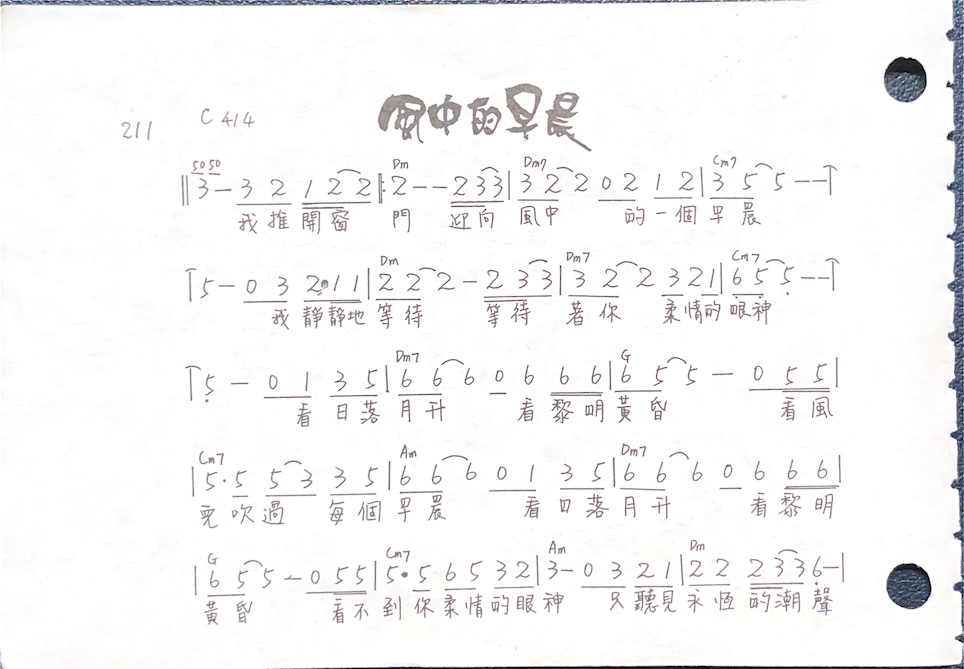 風中的早晨
211 C 4/4
5050 Dm Dm7 Cm7
‖3 - 3 2 1 2 2‖:2 - - 2 3 3|3 2 2 0 2 1 2|3 5 5 - -↑
我推開窗 門 迎向 風中 的一個早晨
Dm Dm7 Cm7
↑5 - 0 3 2 1 1|2 2 2 - 2 3 3|3 2 2 3 2 1|6 5 5 - -↑
我靜靜地等待 等待 著你 柔情的眼神
Dm7 G
↑5 - 0 1 3 5|6 6 6 0 6 6 6|6 5 5 - 0 5 5|
看日落月升 看黎明黃昏 看風
Cm7 Am Dm7
|5·5 5 3 3 5|6 6 6 0 1 3 5|6 6 6 0 6 6 6|
兒吹過 每個早晨 看日落月升 看黎明
G Cm7 Am Dm
|6 5 5 - 0 5 5|5·5 6 5 3 2|3 - 0 3 2 1|2 2 2 3 3 6 -|
黃昏 看不到你柔情的眼神 只聽見永恆的潮聲